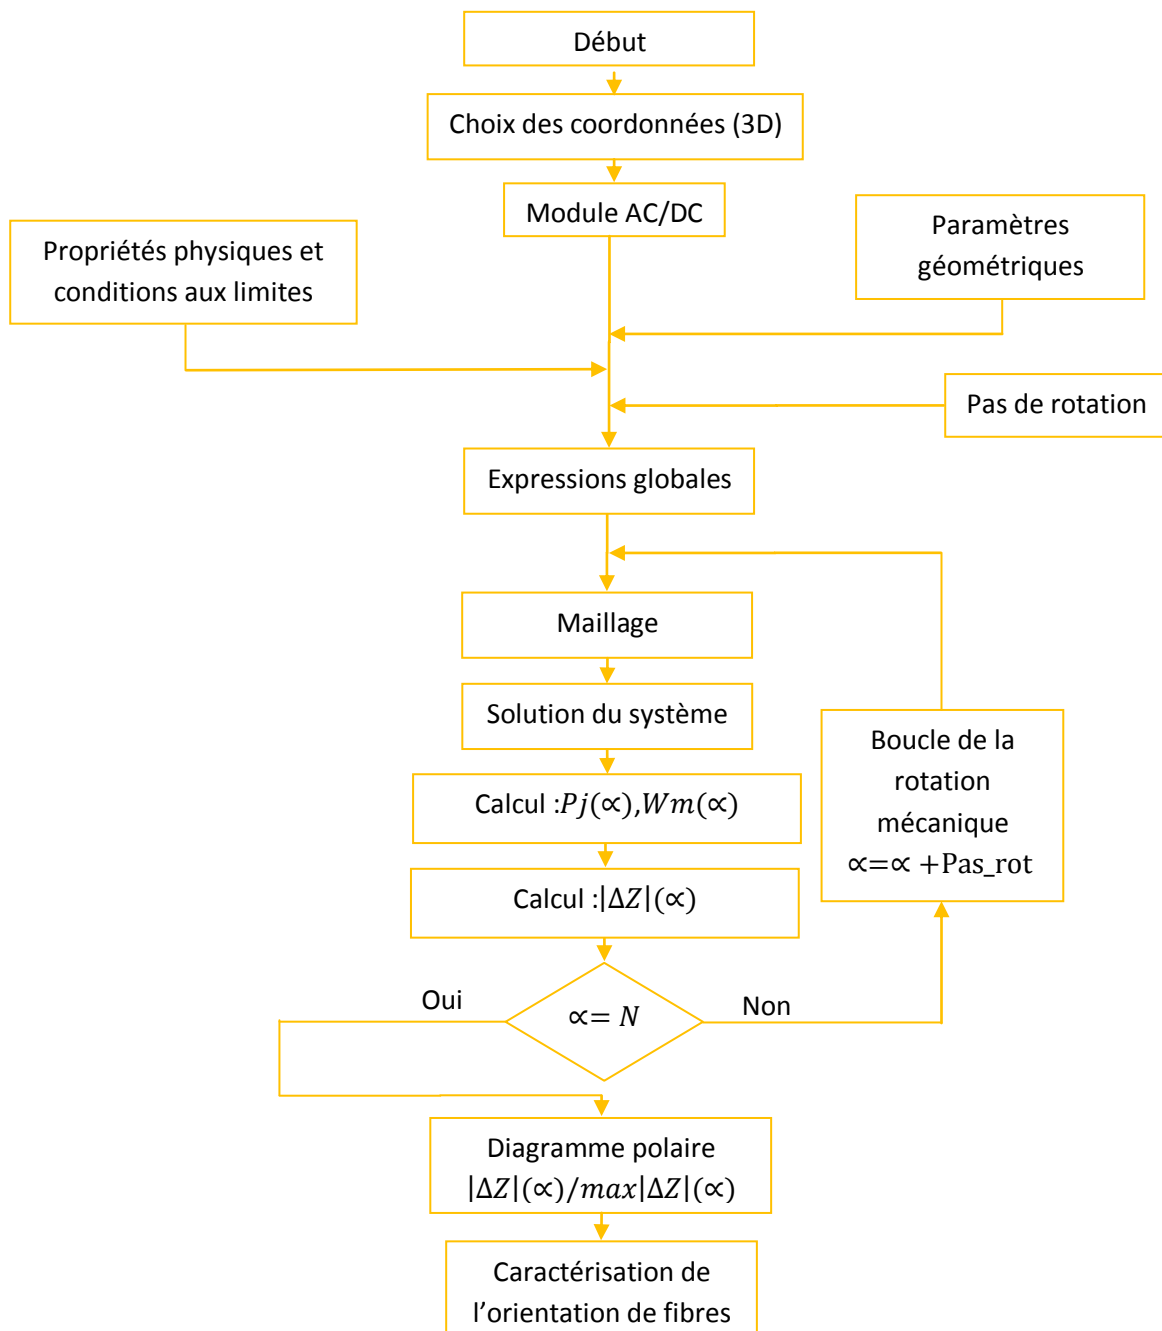 Début
Choix des coordonnées (3D)
Module AC/DC
Propriétés physiques et
conditions aux limites
Paramètres
géométriques
Pas de rotation
Expressions globales
Maillage
Solution du système
Boucle de la
rotation
mécanique
∝=∝ +Pas_rot
Calcul :Pj(∝),Wm(∝)
Calcul :|ΔZ|(∝)
Oui
∝= N
Non
Diagramme polaire
|ΔZ|(∝)/max|ΔZ|(∝)
Caractérisation de
l’orientation de fibres